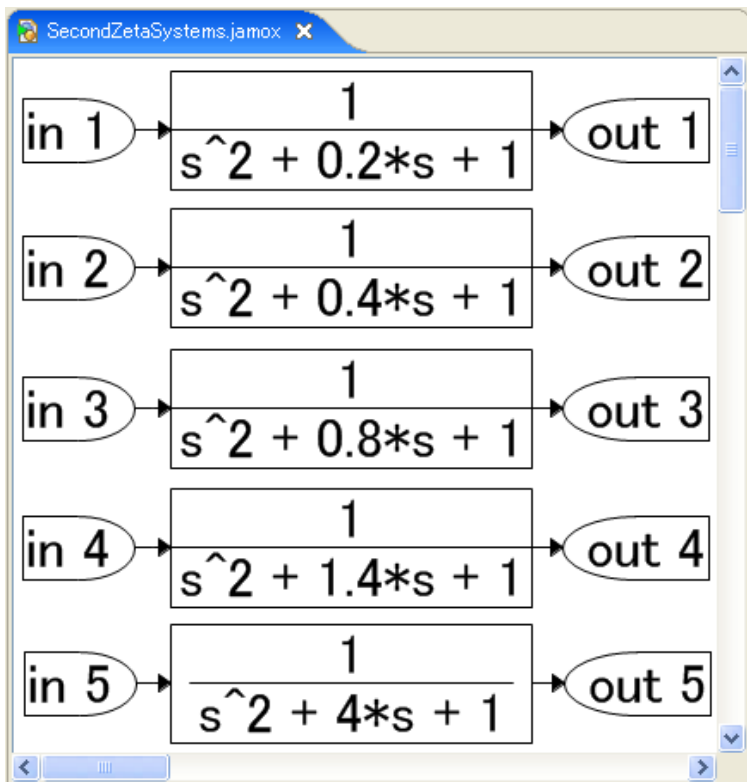 SecondZetaSystems.jamox
in 1
1
s^2 + 0.2*s + 1
out 1
in 2
1
s^2 + 0.4*s + 1
out 2
in 3
1
s^2 + 0.8*s + 1
out 3
in 4
1
s^2 + 1.4*s + 1
out 4
in 5
1
s^2 + 4*s + 1
out 5